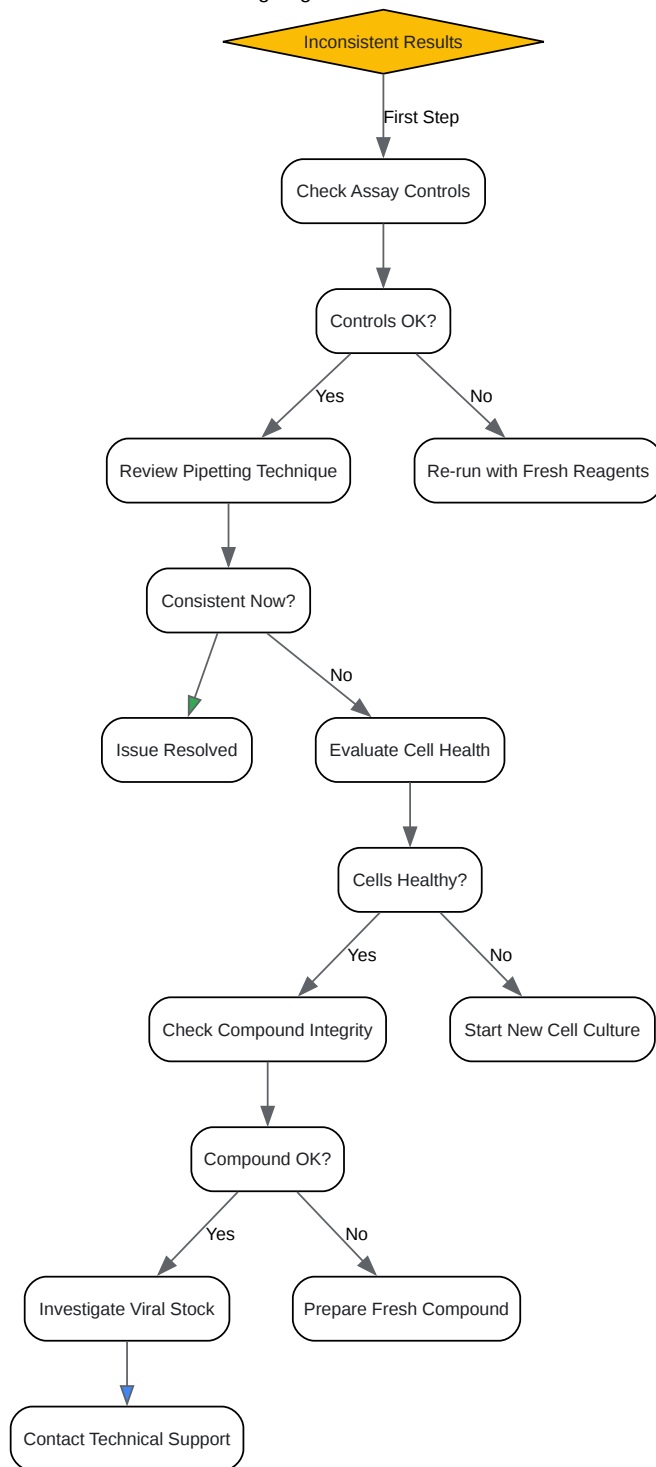 Inconsistent Results
First Step
Check Assay Controls
Controls OK?
Yes
No
Review Pipetting Technique
Re-run with Fresh Reagents
Consistent Now?
No
Issue Resolved
Evaluate Cell Health
Cells Healthy?
Yes
No
Check Compound Integrity
Start New Cell Culture
Compound OK?
Yes
No
Investigate Viral Stock
Prepare Fresh Compound
Contact Technical Support